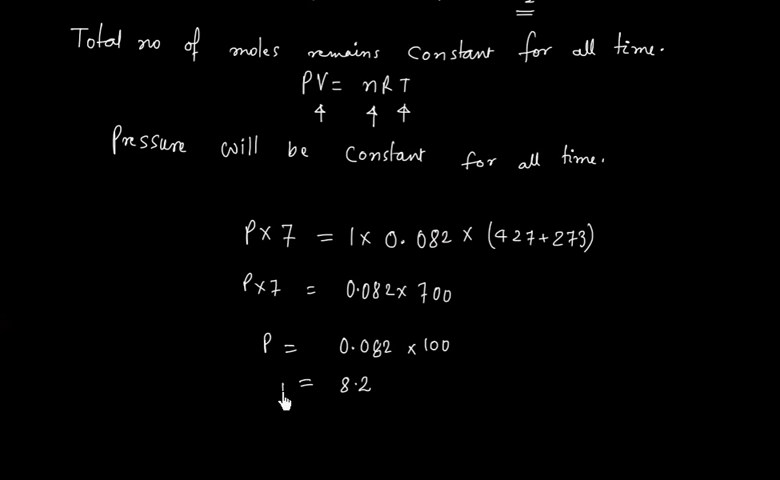 Total no of moles remains Constant for all time.
PV = nRT
Pressure will be Constant for all time.
P × 7 = 1 × 0.082 × (427+273)
P × 7 = 0.082 × 700
P = 0.082 × 100
= 8.2